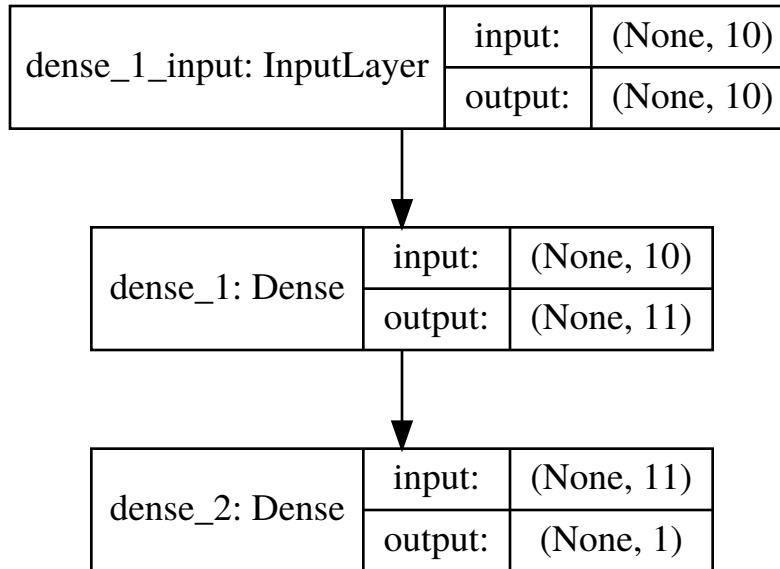 dense_1_input: InputLayer
input: (None, 10)
output: (None, 10)
dense_1: Dense
input: (None, 10)
output: (None, 11)
dense_2: Dense
input: (None, 11)
output: (None, 1)